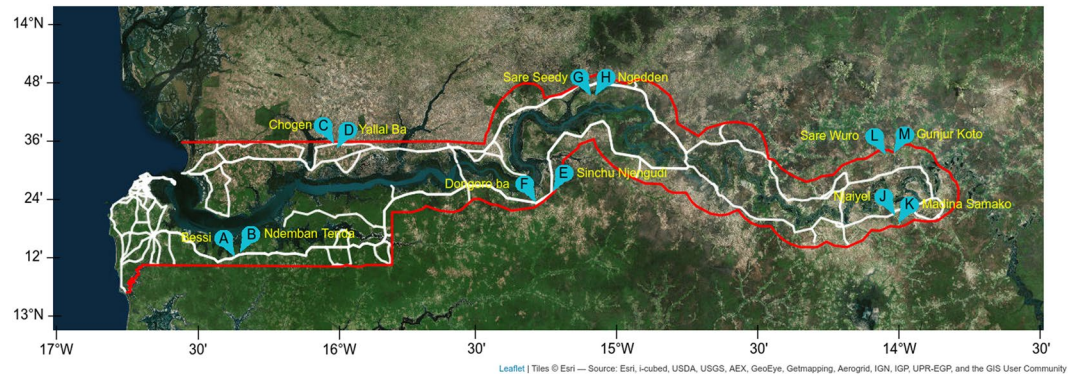 14°N
48'
Sare Seedy G H Ngedden
36'
Chogen C D Yallal Ba
Sare Wuro L M Gunjur Koto
24'
Dongoro ba F E Sinchu Njengudi
Njaiyel J K Madina Samako
12'
Bessi A B Ndemban Tenda
13°N
17°W 30' 16°W 30' 15°W 30' 14°W 30'
Leaflet | Tiles © Esri — Source: Esri, i-cubed, USDA, USGS, AEX, GeoEye, Getmapping, Aerogrid, IGN, IGP, UPR-EGP, and the GIS User Community